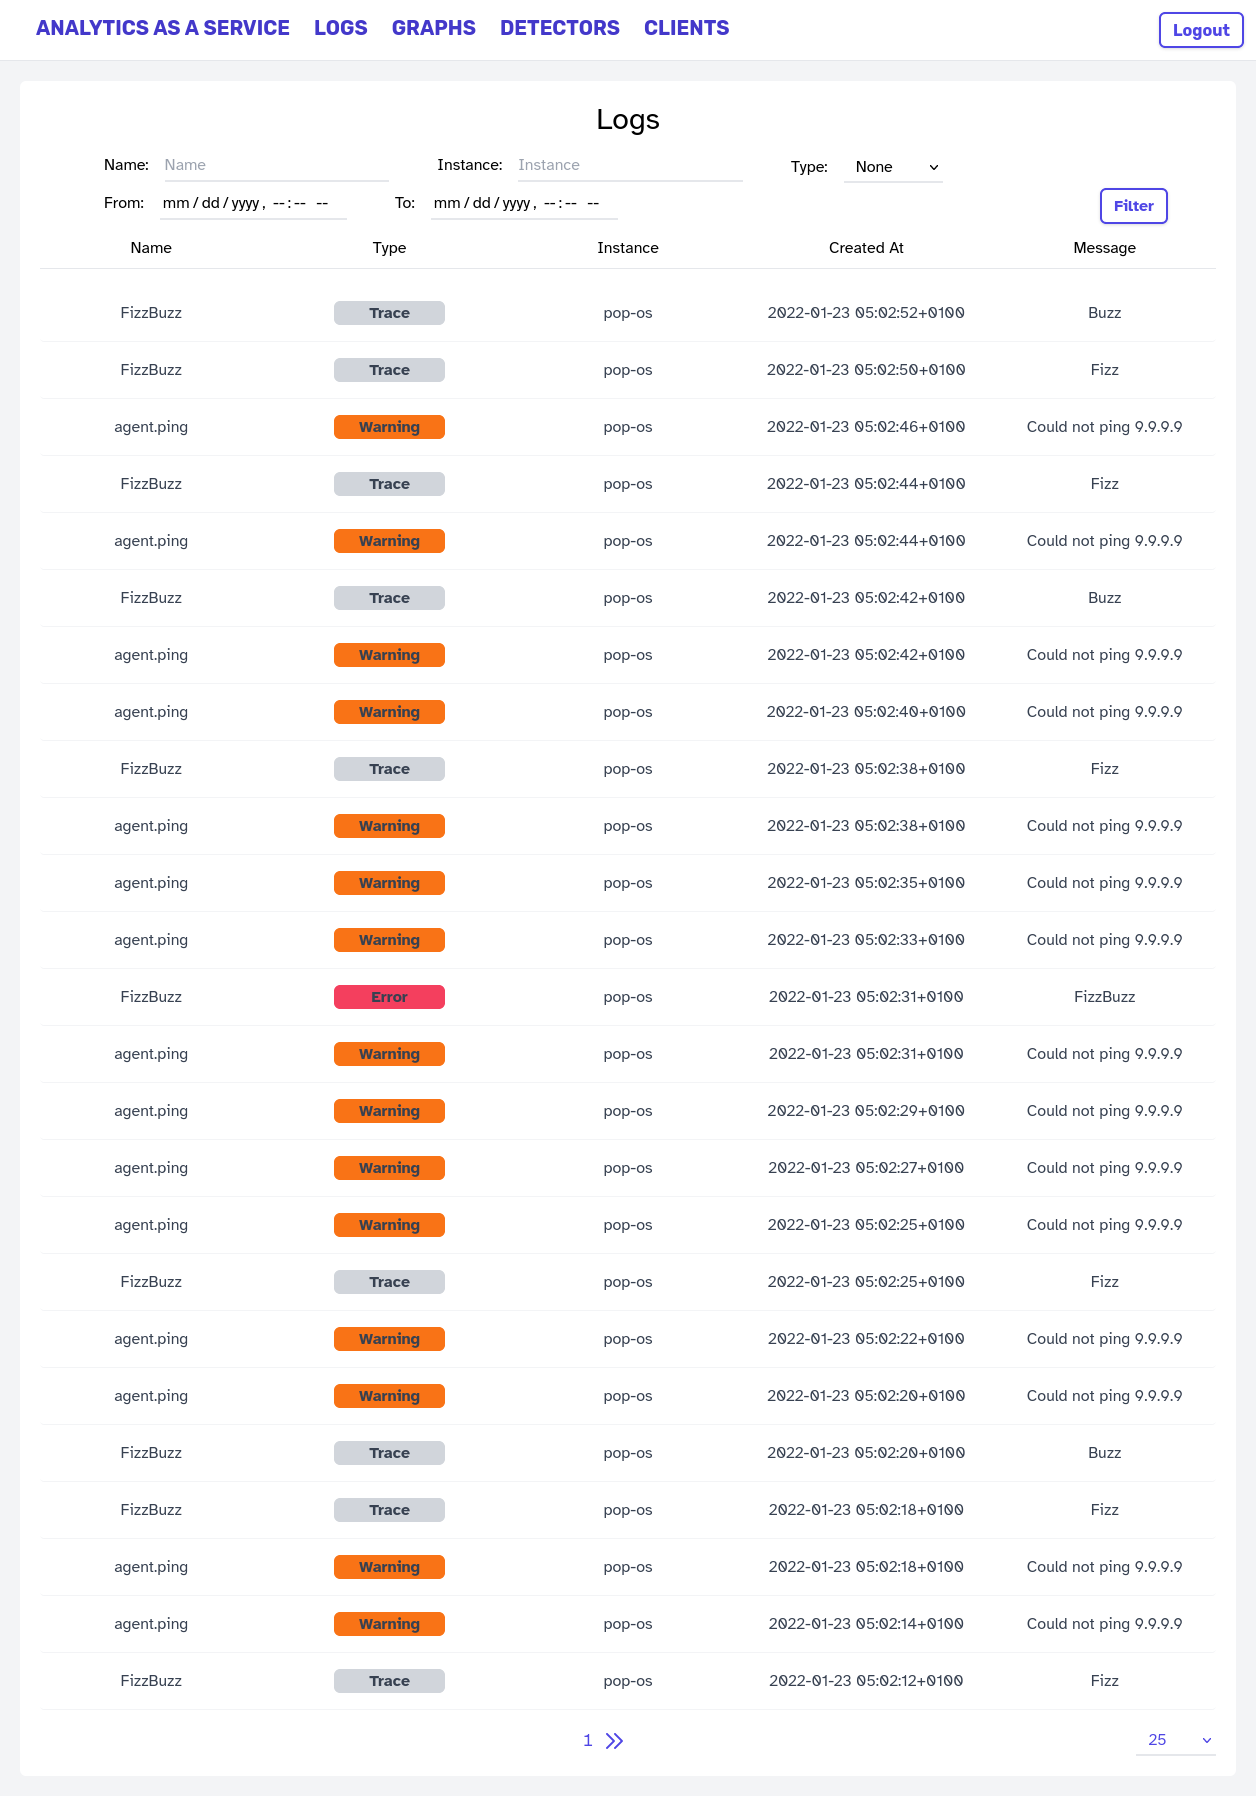 ANALYTICS AS A SERVICE LOGS GRAPHS DETECTORS CLIENTS Logout
Logs
Name: Name Instance: Instance Type: None
From: mm/dd/yyyy, --:-- -- To: mm/dd/yyyy, --:-- -- Filter
Name Type Instance Created At Message
FizzBuzz Trace pop-os 2022-01-23 05:02:52+0100 Buzz
FizzBuzz Trace pop-os 2022-01-23 05:02:50+0100 Fizz
agent.ping Warning pop-os 2022-01-23 05:02:46+0100 Could not ping 9.9.9.9
FizzBuzz Trace pop-os 2022-01-23 05:02:44+0100 Fizz
agent.ping Warning pop-os 2022-01-23 05:02:44+0100 Could not ping 9.9.9.9
FizzBuzz Trace pop-os 2022-01-23 05:02:42+0100 Buzz
agent.ping Warning pop-os 2022-01-23 05:02:42+0100 Could not ping 9.9.9.9
agent.ping Warning pop-os 2022-01-23 05:02:40+0100 Could not ping 9.9.9.9
FizzBuzz Trace pop-os 2022-01-23 05:02:38+0100 Fizz
agent.ping Warning pop-os 2022-01-23 05:02:38+0100 Could not ping 9.9.9.9
agent.ping Warning pop-os 2022-01-23 05:02:35+0100 Could not ping 9.9.9.9
agent.ping Warning pop-os 2022-01-23 05:02:33+0100 Could not ping 9.9.9.9
FizzBuzz Error pop-os 2022-01-23 05:02:31+0100 FizzBuzz
agent.ping Warning pop-os 2022-01-23 05:02:31+0100 Could not ping 9.9.9.9
agent.ping Warning pop-os 2022-01-23 05:02:29+0100 Could not ping 9.9.9.9
agent.ping Warning pop-os 2022-01-23 05:02:27+0100 Could not ping 9.9.9.9
agent.ping Warning pop-os 2022-01-23 05:02:25+0100 Could not ping 9.9.9.9
FizzBuzz Trace pop-os 2022-01-23 05:02:25+0100 Fizz
agent.ping Warning pop-os 2022-01-23 05:02:22+0100 Could not ping 9.9.9.9
agent.ping Warning pop-os 2022-01-23 05:02:20+0100 Could not ping 9.9.9.9
FizzBuzz Trace pop-os 2022-01-23 05:02:20+0100 Buzz
FizzBuzz Trace pop-os 2022-01-23 05:02:18+0100 Fizz
agent.ping Warning pop-os 2022-01-23 05:02:18+0100 Could not ping 9.9.9.9
agent.ping Warning pop-os 2022-01-23 05:02:14+0100 Could not ping 9.9.9.9
FizzBuzz Trace pop-os 2022-01-23 05:02:12+0100 Fizz
1 25